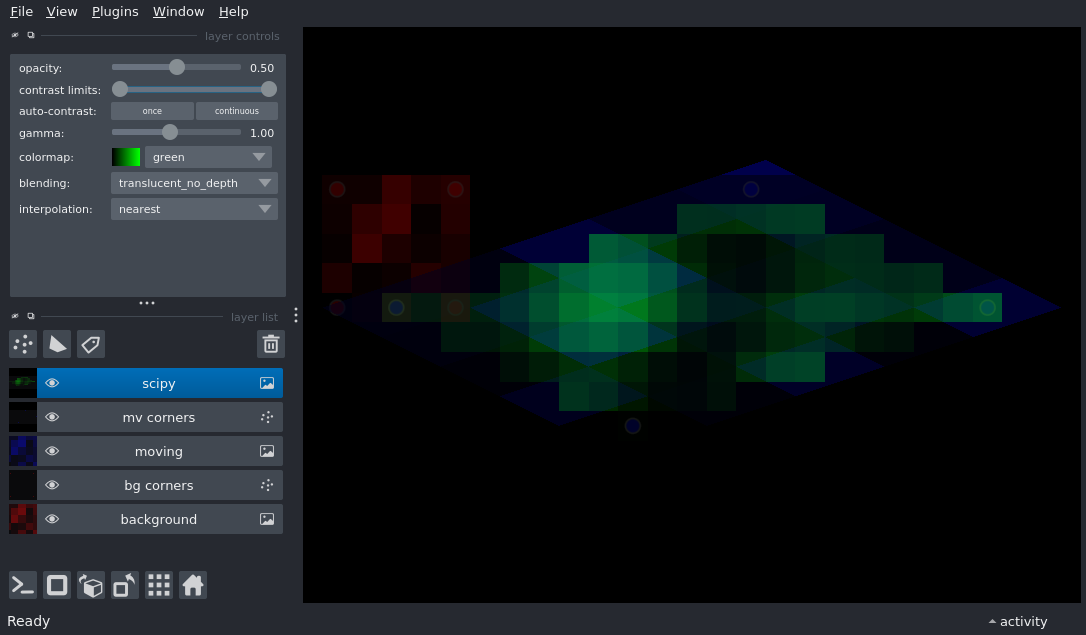 File View Plugins Window Help
layer controls
opacity: 0.50
contrast limits:
auto-contrast: once continuous
gamma: 1.00
colormap: green
blending: translucent_no_depth
interpolation: nearest
layer list
scipy
mv corners
moving
bg corners
background
Ready
activity